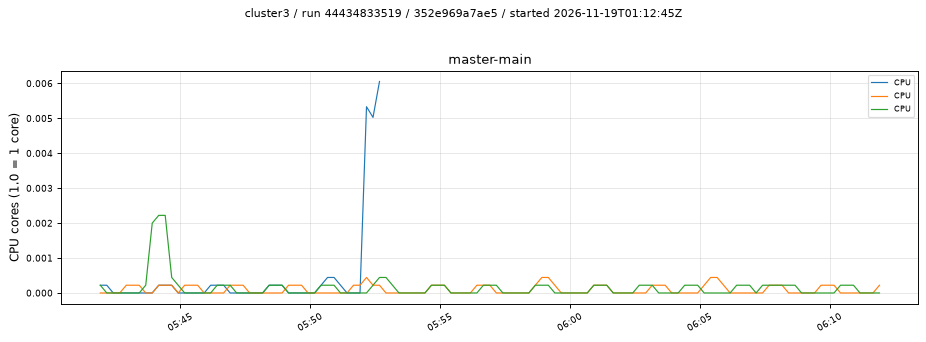 cluster3 / run 44434833519 / 352e969a7ae5 / started 2026-11-19T01:12:45Z
master-main
CPU cores (1.0 = 1 core)
0.006
0.005
0.004
0.003
0.002
0.001
0.000
CPU
CPU
CPU
05:45
05:50
05:55
06:00
06:05
06:10